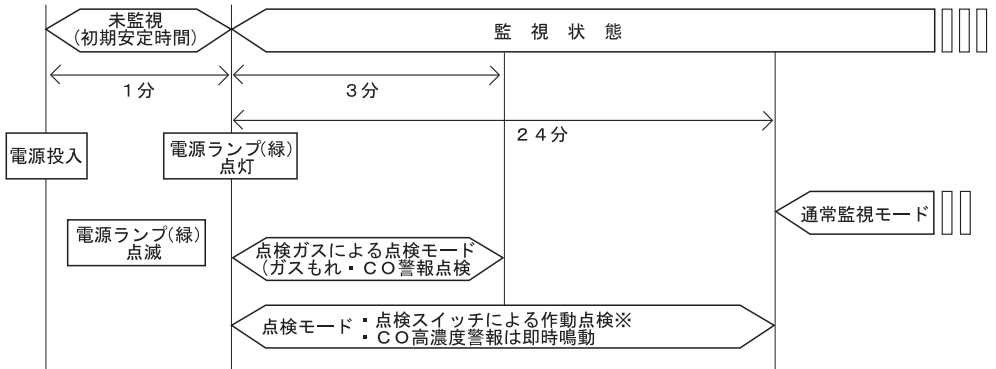 未監視
(初期安定時間)
監視状態
1分
3分
24分
電源投入
電源ランプ(緑)
点灯
通常監視モード
電源ランプ(緑)
点滅
点検ガスによる点検モード
(ガスもれ・CO警報点検
点検モード
・点検スイッチによる作動点検※
・CO高濃度警報は即時鳴動